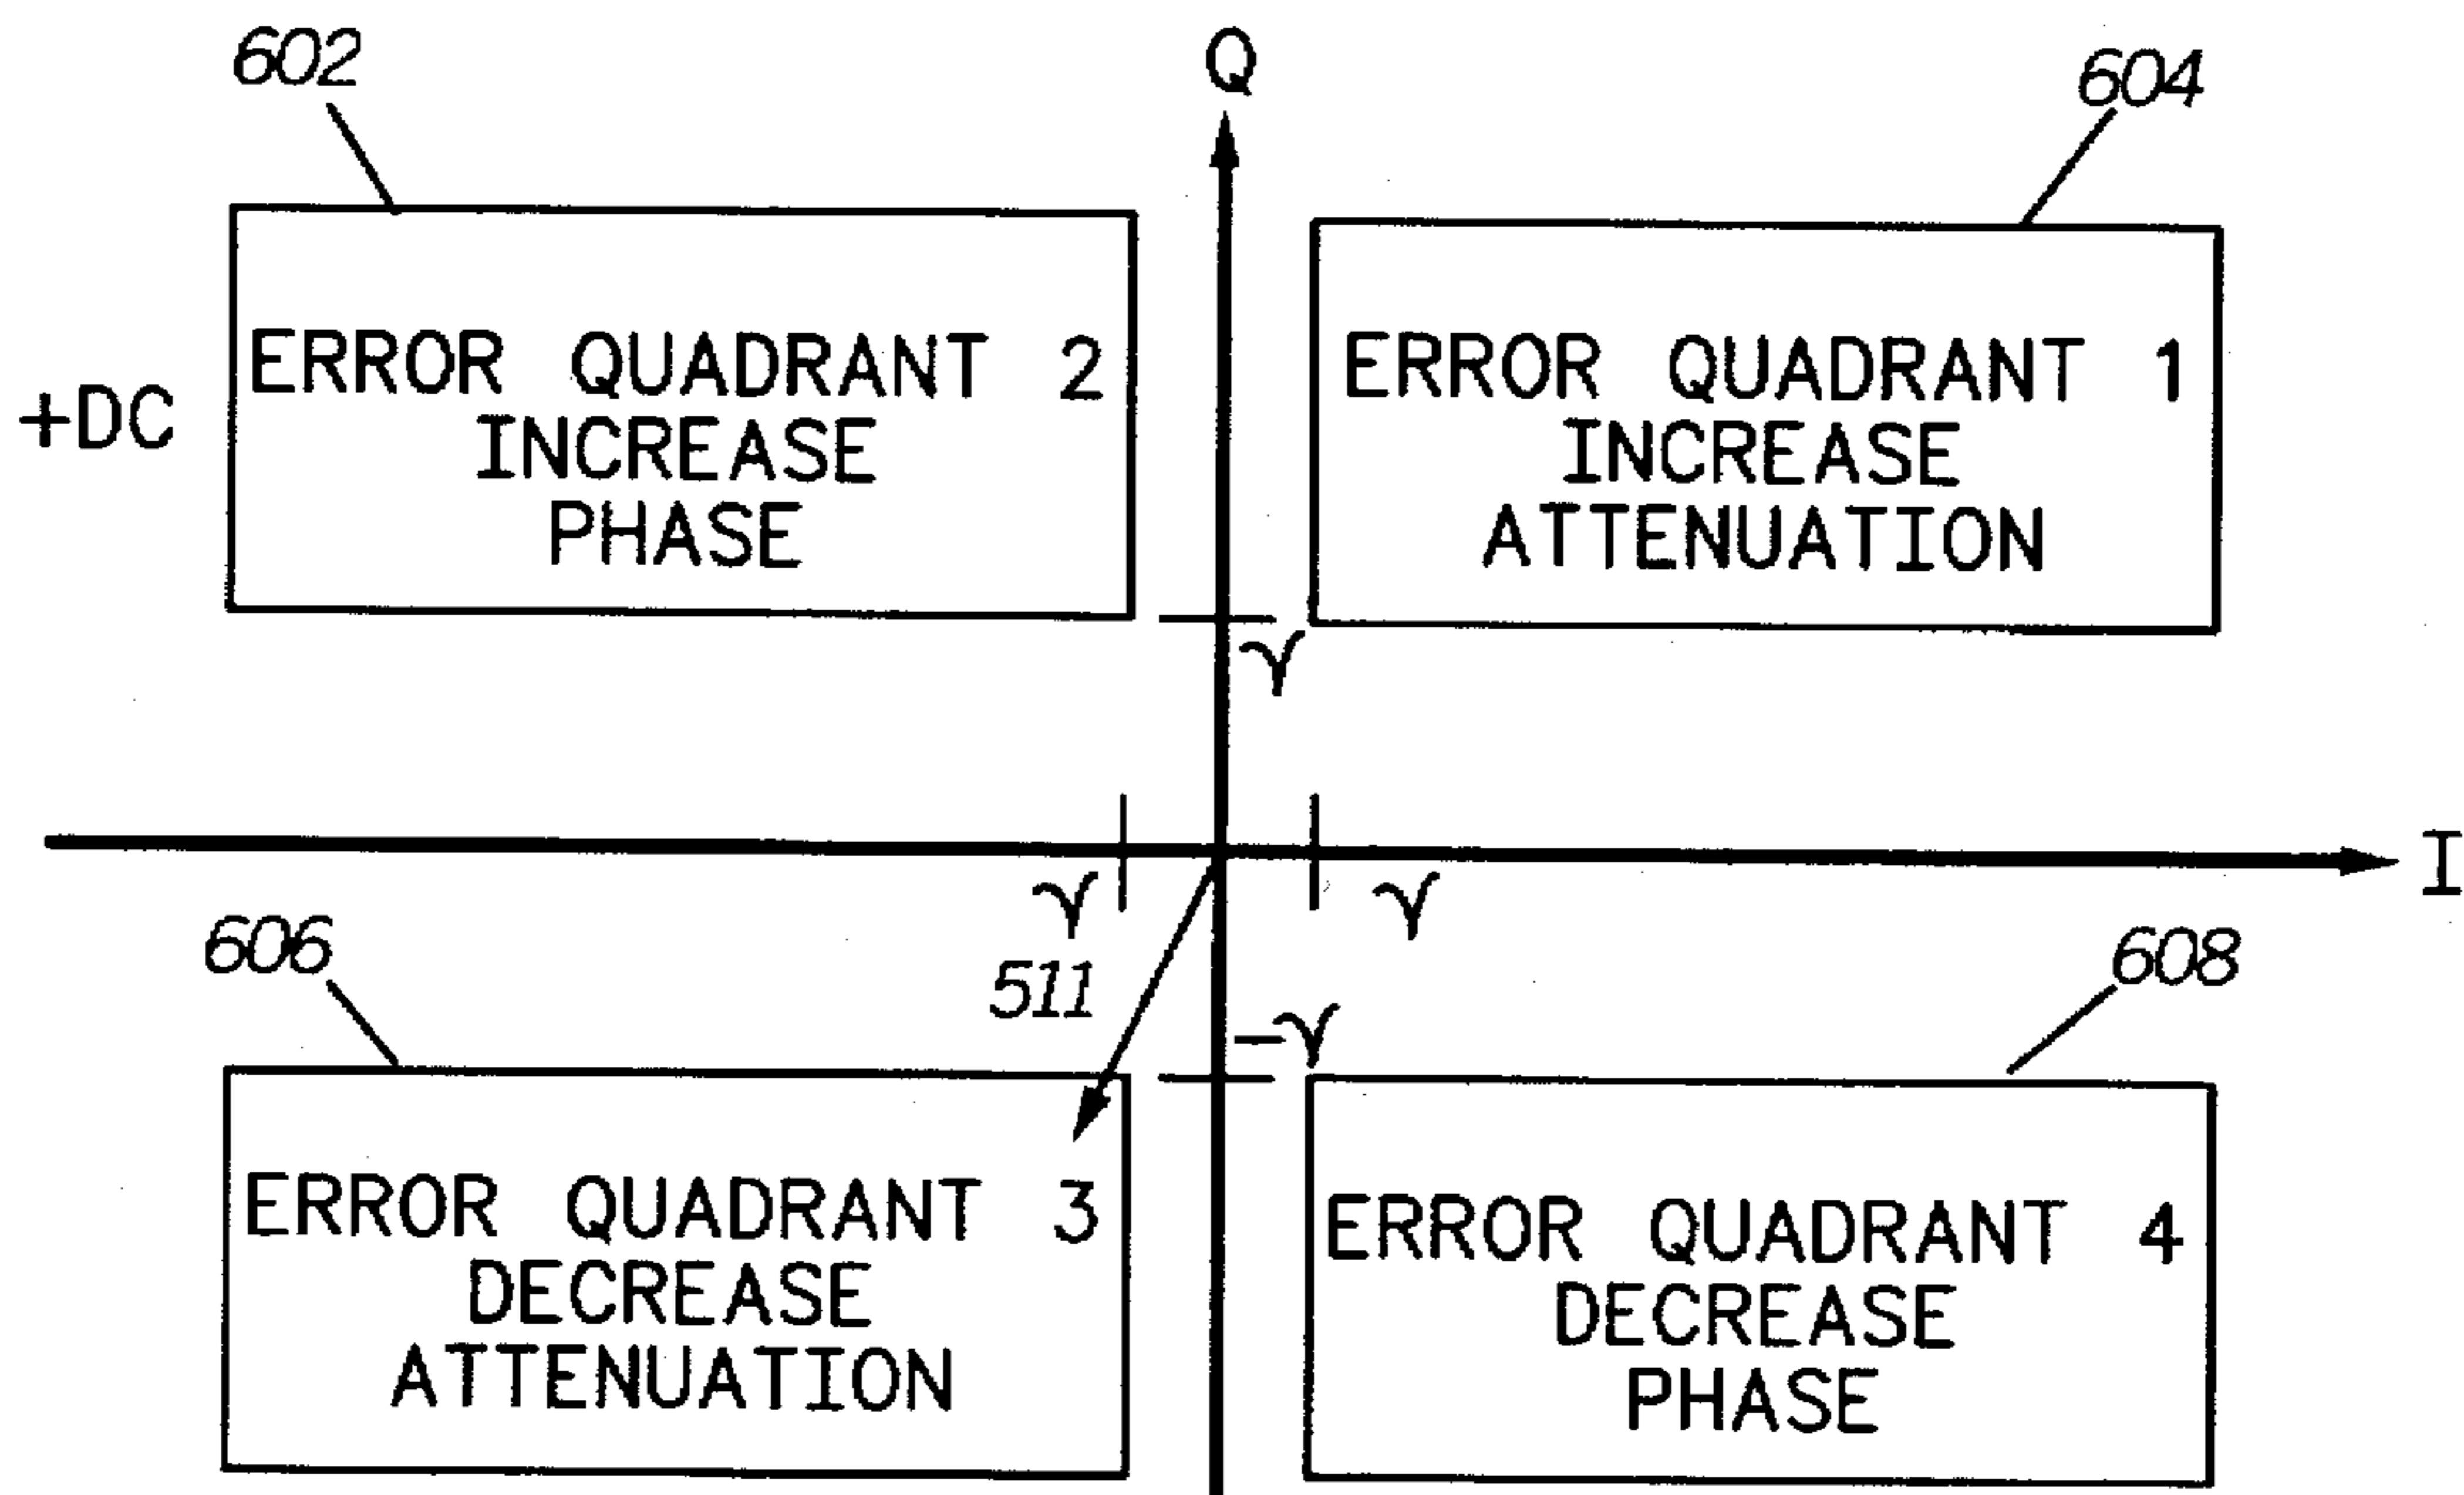 602
Q
604
+DC
ERROR QUADRANT 2
INCREASE
PHASE
ERROR QUADRANT 1
INCREASE
ATTENUATION
γ
I
γ
γ
606
511
608
-γ
ERROR QUADRANT 3
DECREASE
ATTENUATION
ERROR QUADRANT 4
DECREASE
PHASE